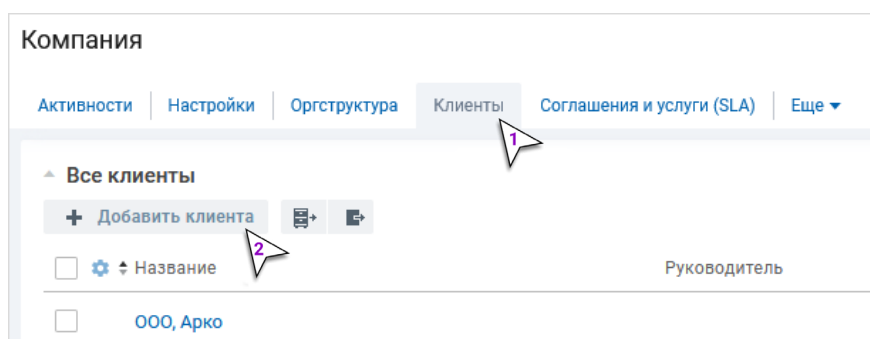 Компания
Активности Настройки Оргструктура Клиенты Соглашения и услуги (SLA) Еще
1
Все клиенты
Добавить клиента
2
Название Руководитель
ООО, Арко